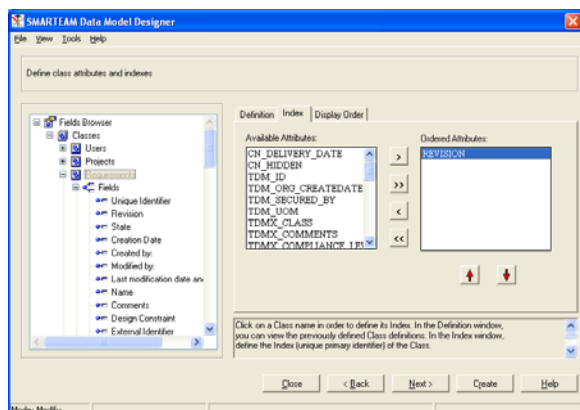 SMARTEAM Data Model Designer
File View Tools Help
Define class attributes and indexes
Fields Browser
Classes
Users
Projects
Requirements
Fields
Unique Identifier
Revision
State
Creation Date
Created by:
Modified by:
Last modification date an
Name
Comments
Design Constraint
External Identifier
Definition Index Display Order
Available Attributes:
CN_DELIVERY_DATE
CN_HIDDEN
TDM_ID
TDM_ORG_CREATEDATE
TDM_SECURED_BY
TDM_UOM
TDMX_CLASS
TDMX_COMMENTS
TDMX_COMPLIANCE_LEV
>
>>
<
<<
Ordered Attributes:
REVISION
Click on a Class name in order to define its Index. In the Definition window,
you can view the previously defined Class definitions. In the Index window,
define the Index (unique primary identifier) of the Class.
Close < Back Next > Create Help
Mode: Modify